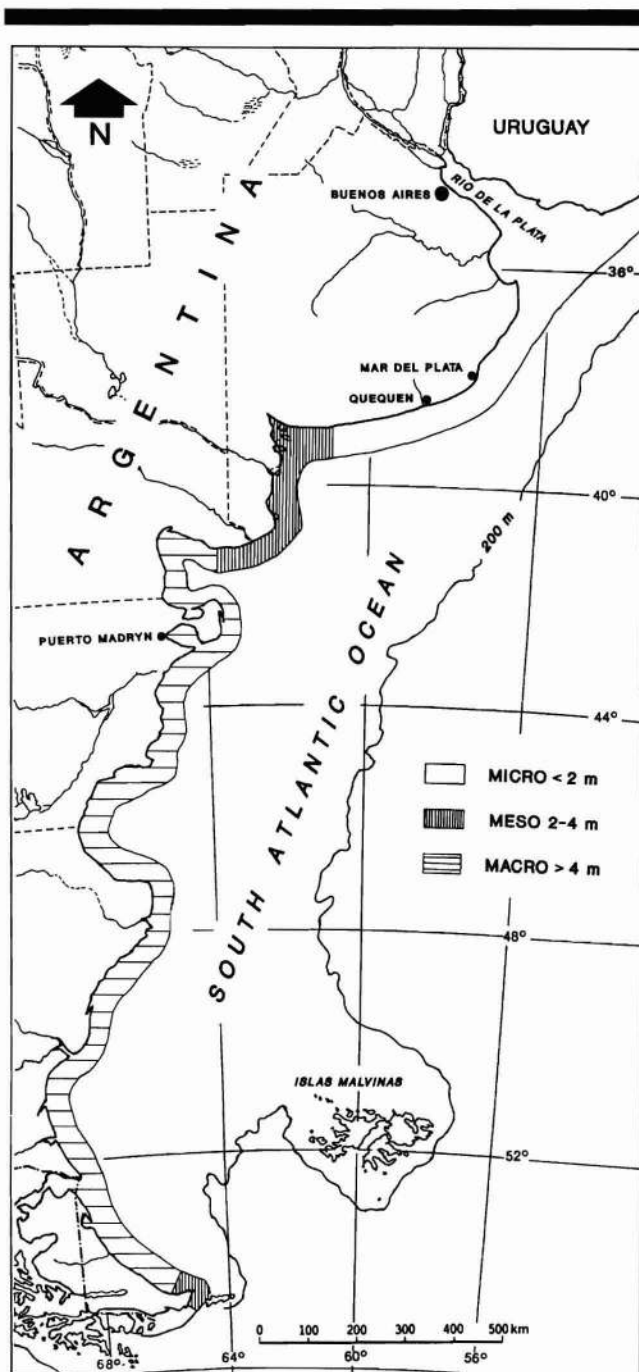 N
URUGUAY
BUENOS AIRES
RIO DE LA PLATA
36°
ARGENTINA
MAR DEL PLATA
QUEQUEN
40°
200 m
PUERTO MADRYN
SOUTH ATLANTIC OCEAN
44°
MICRO < 2 m
MESO 2-4 m
MACRO > 4 m
48°
ISLAS MALVINAS
52°
0 100 200 300 400 500 km
68° 64° 60° 56°